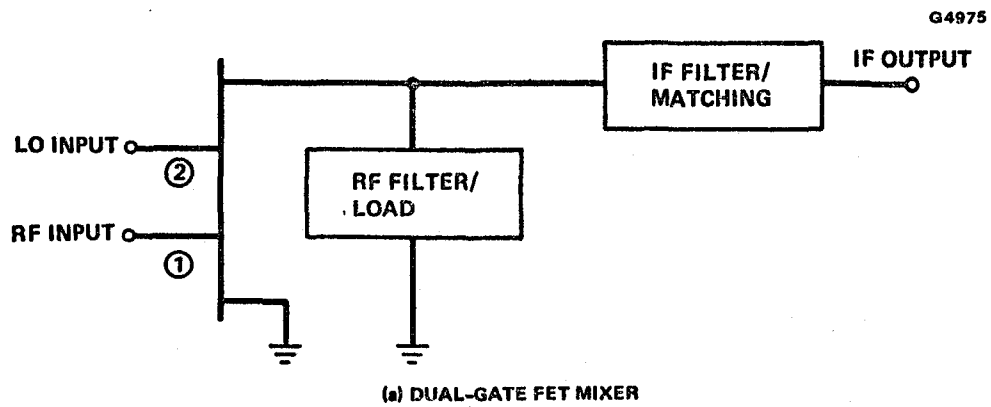 G4975
IF FILTER/
MATCHING
IF OUTPUT
LO INPUT
②
RF FILTER/
LOAD
RF INPUT
①
(a) DUAL-GATE FET MIXER